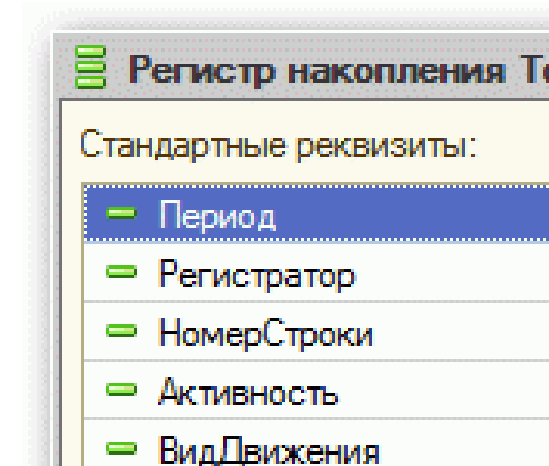 Регистр накопления
Стандартные реквизиты:
Период
Регистратор
НомерСтроки
Активность
ВидДвижения